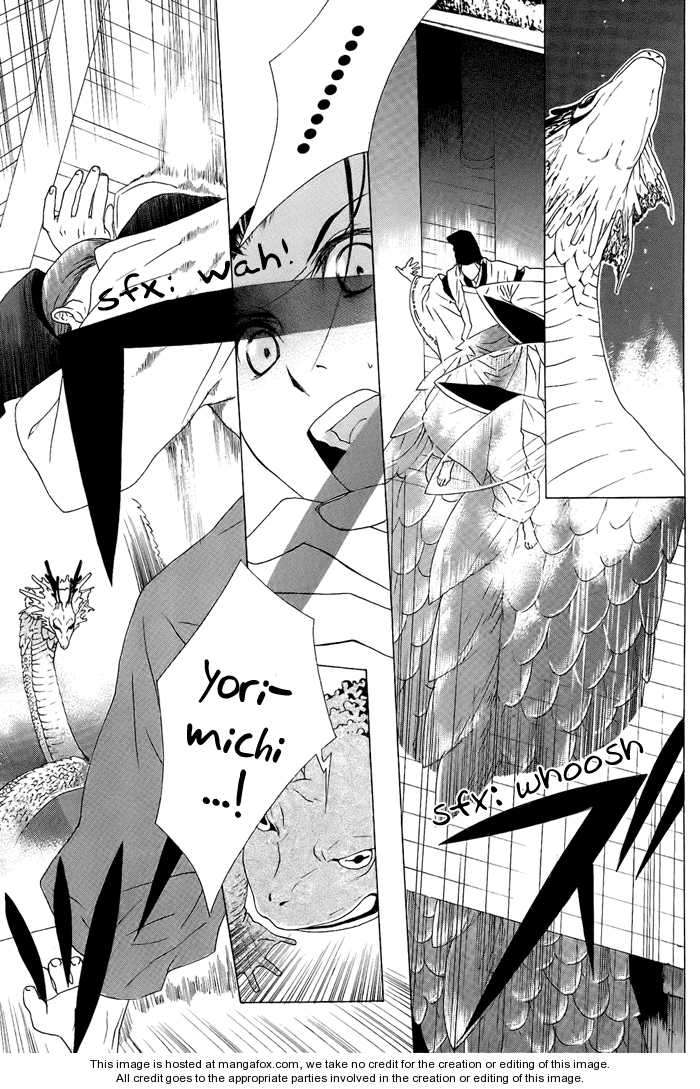 sfx: whoosh
........
sfx: wah!
yori-
michi
...!
This image is hosted at mangafox.com, we take no credit for the creation or editing of this image.
All credit goes to the appropriate parties involved in the creation or editing of this image.